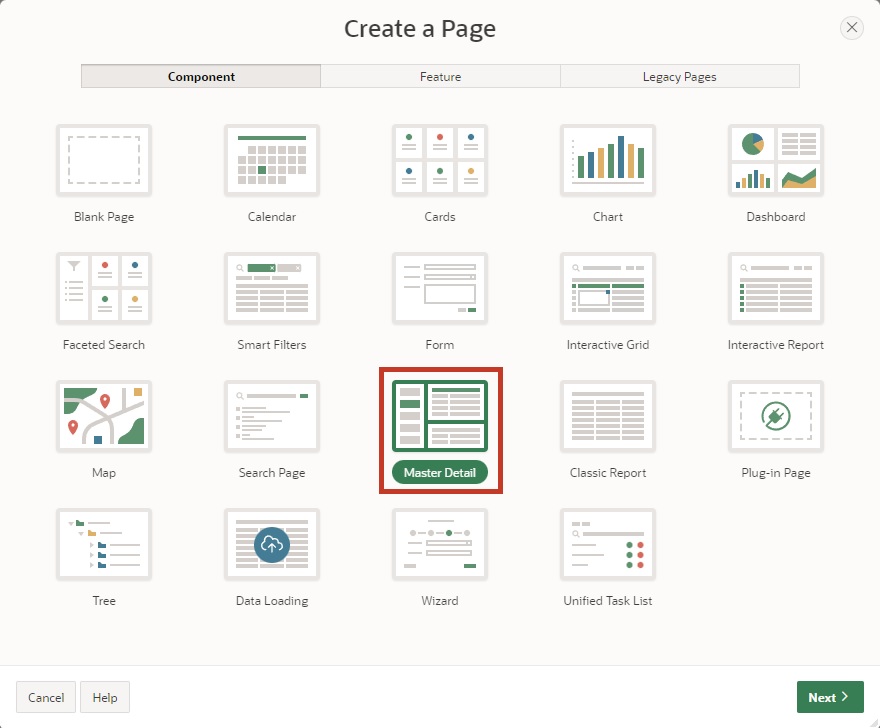 Create a Page
Component Feature Legacy Pages
Blank Page Calendar Cards Chart Dashboard
Faceted Search Smart Filters Form Interactive Grid Interactive Report
Map Search Page Master Detail Classic Report Plug-in Page
Tree Data Loading Wizard Unified Task List
Cancel Help Next